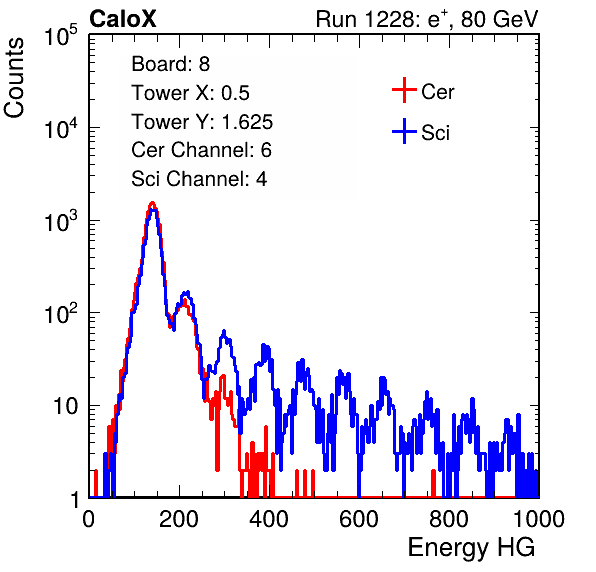 CaloX Run 1228: e⁺, 80 GeV
Counts
10⁵
10⁴
10³
10²
10
1
Board: 8
Tower X: 0.5
Tower Y: 1.625
Cer Channel: 6
Sci Channel: 4
Cer
Sci
0 200 400 600 800 1000
Energy HG